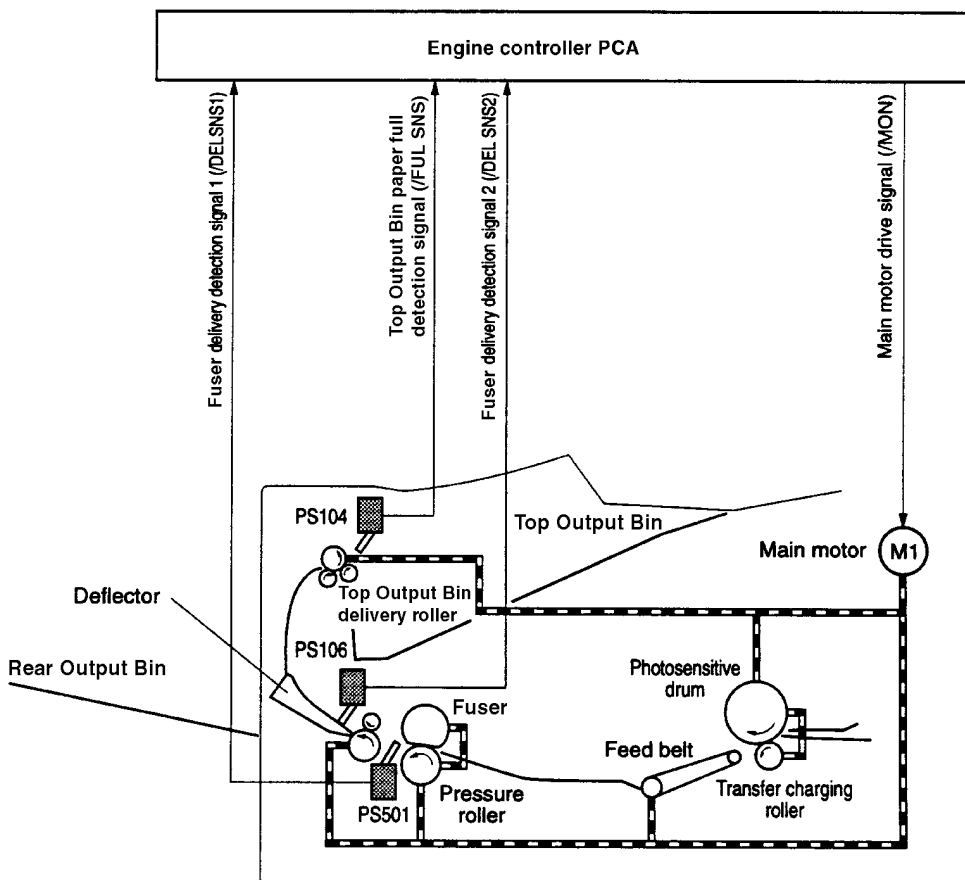 Engine controller PCA
Fuser delivery detection signal 1 (/DELSNS1)
Top Output Bin paper full
detection signal (/FUL SNS)
Fuser delivery detection signal 2 (/DEL SNS2)
Main motor drive signal (/MON)
PS104
Top Output Bin
Main motor
M1
Deflector
Top Output Bin
delivery roller
PS106
Rear Output Bin
Photosensitive
drum
Fuser
Feed belt
Pressure
roller
Transfer charging
roller
PS501